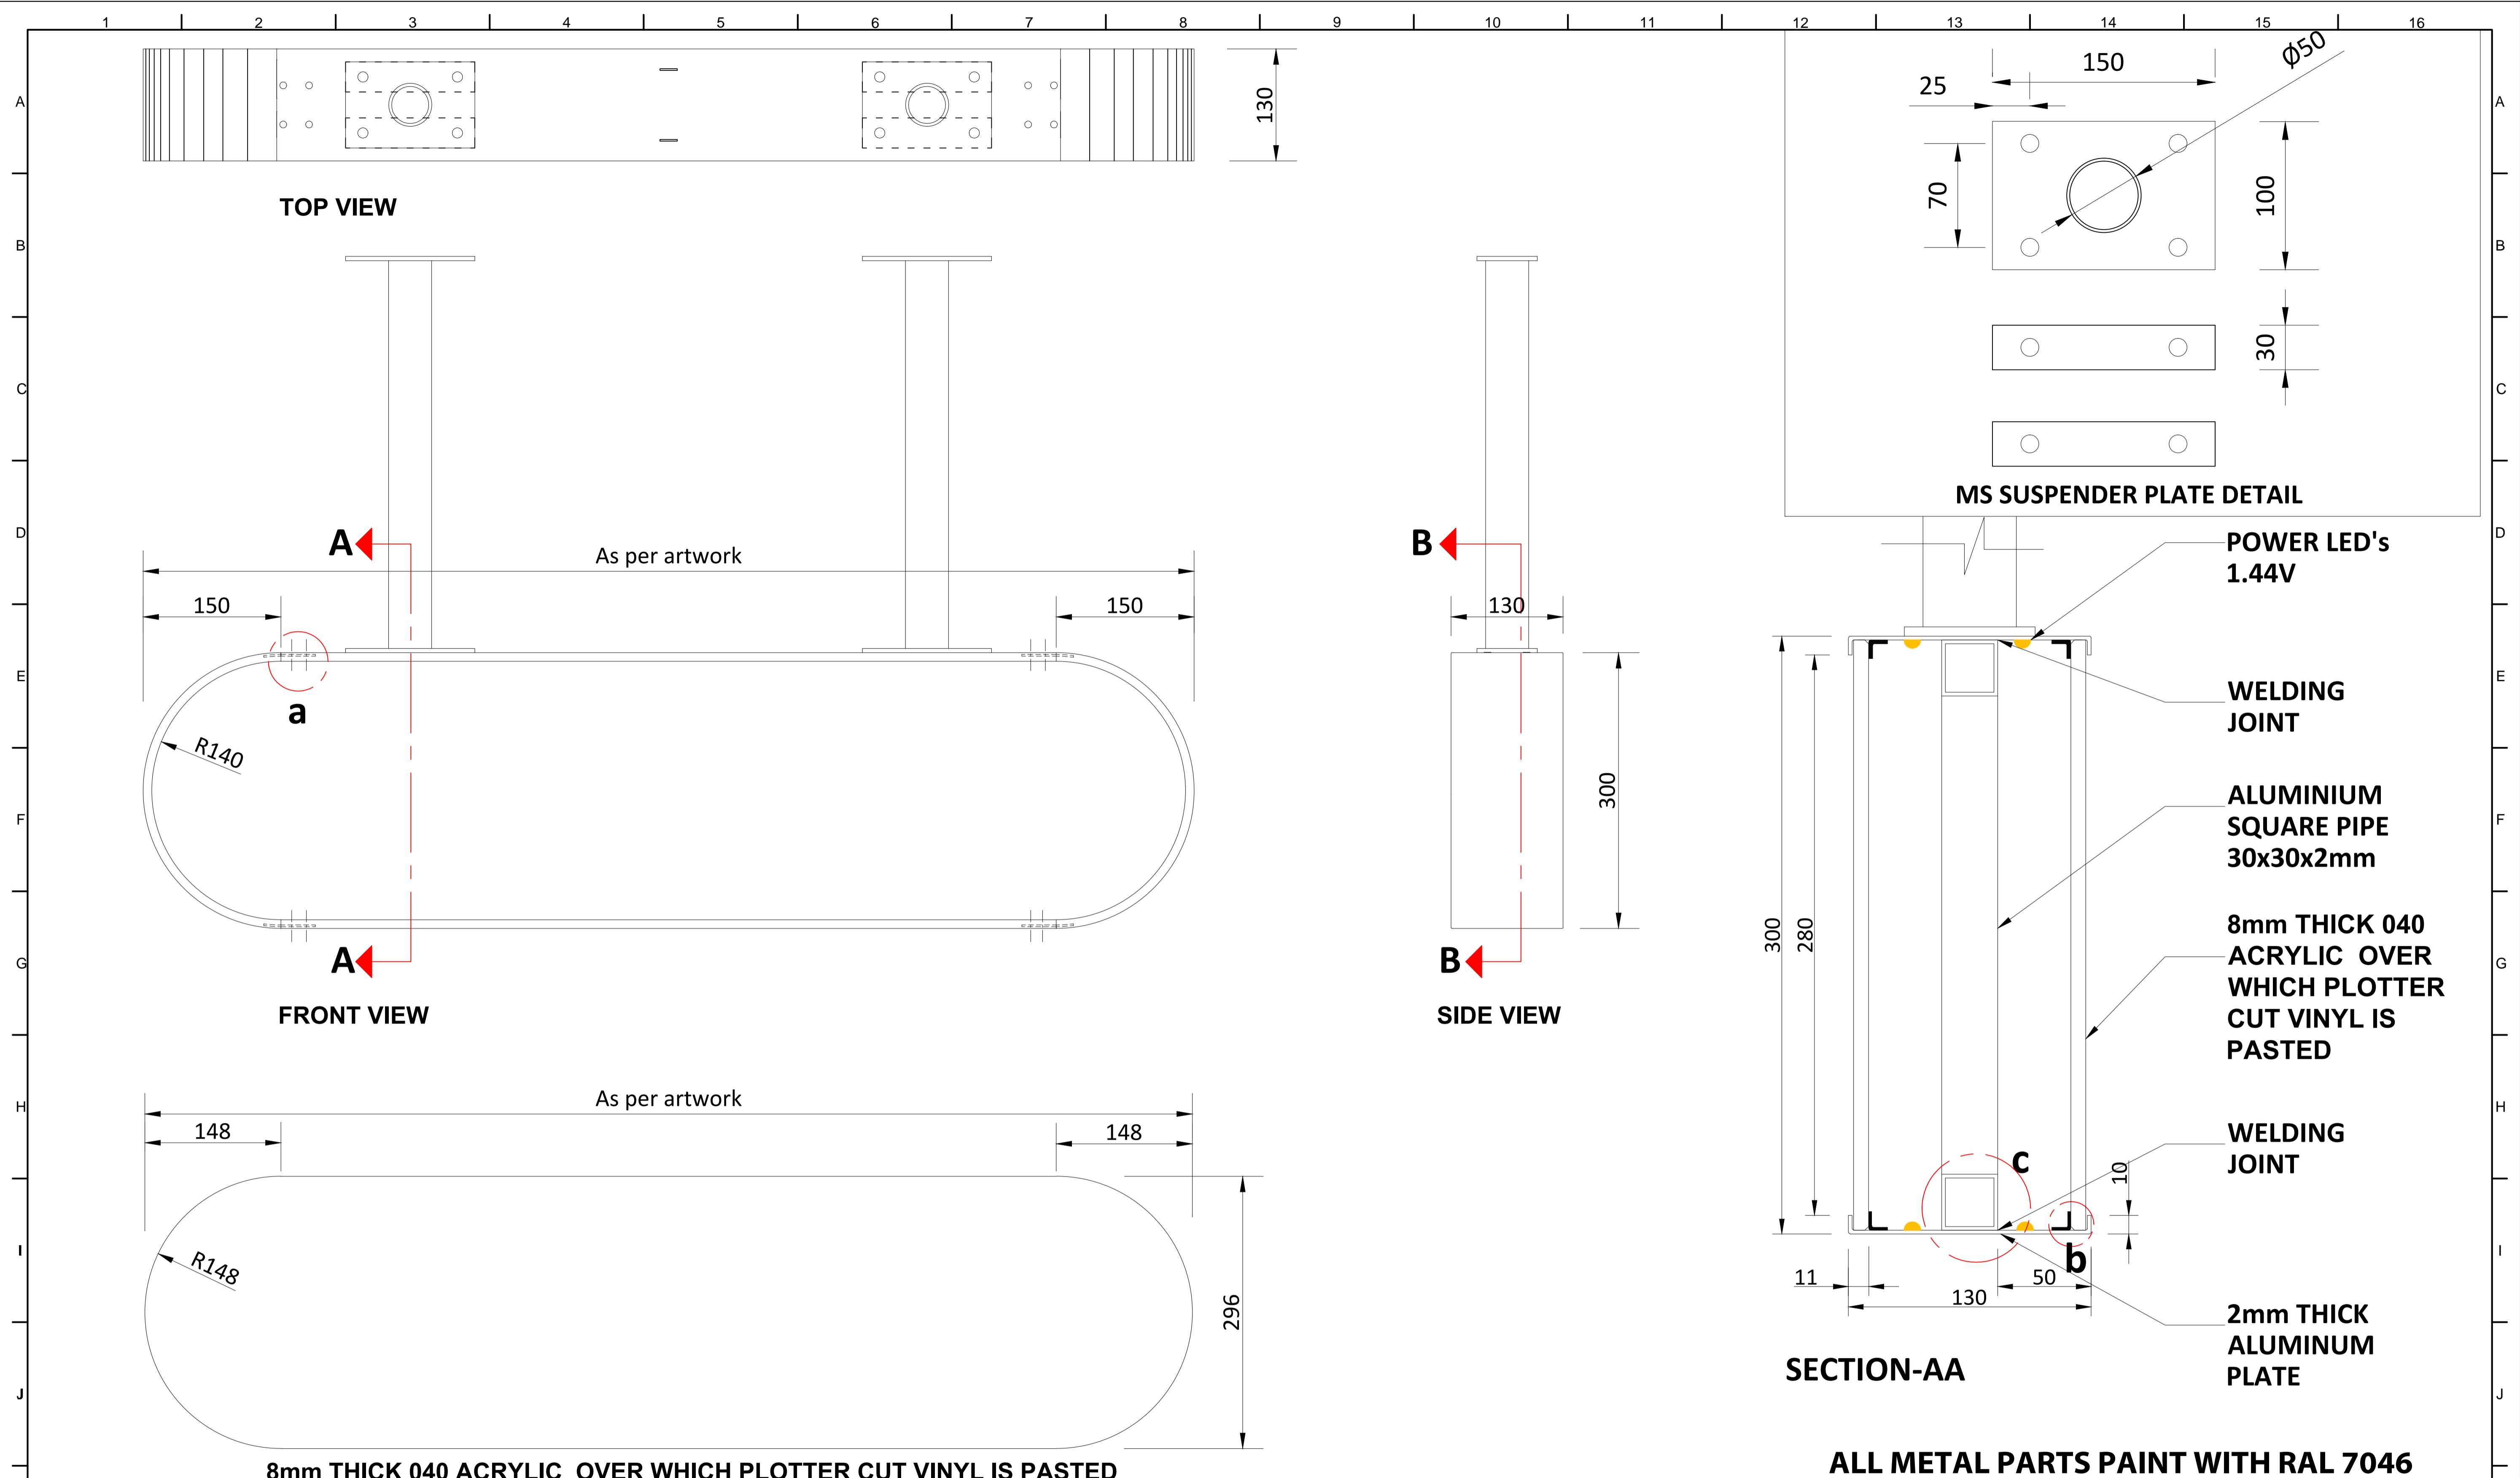 1 2 3 4 5 6 7 8 9 10 11 12 13 14 15 16
A
B
C
D
E
F
G
H
I
J
A
B
C
D
E
F
G
H
I
J
130
TOP VIEW
150
Ø50
25
70
100
30
MS SUSPENDER PLATE DETAIL
A
As per artwork
150
150
a
R140
A
FRONT VIEW
B
130
300
B
SIDE VIEW
POWER LED's
1.44V
WELDING
JOINT
ALUMINIUM
SQUARE PIPE
30x30x2mm
8mm THICK 040
ACRYLIC OVER
WHICH PLOTTER
CUT VINYL IS
PASTED
WELDING
JOINT
2mm THICK
ALUMINUM
PLATE
300
280
c
10
b
11
50
130
SECTION-AA
As per artwork
148
148
R148
296
8mm THICK 040 ACRYLIC OVER WHICH PLOTTER CUT VINYL IS PASTED
ALL METAL PARTS PAINT WITH RAL 7046